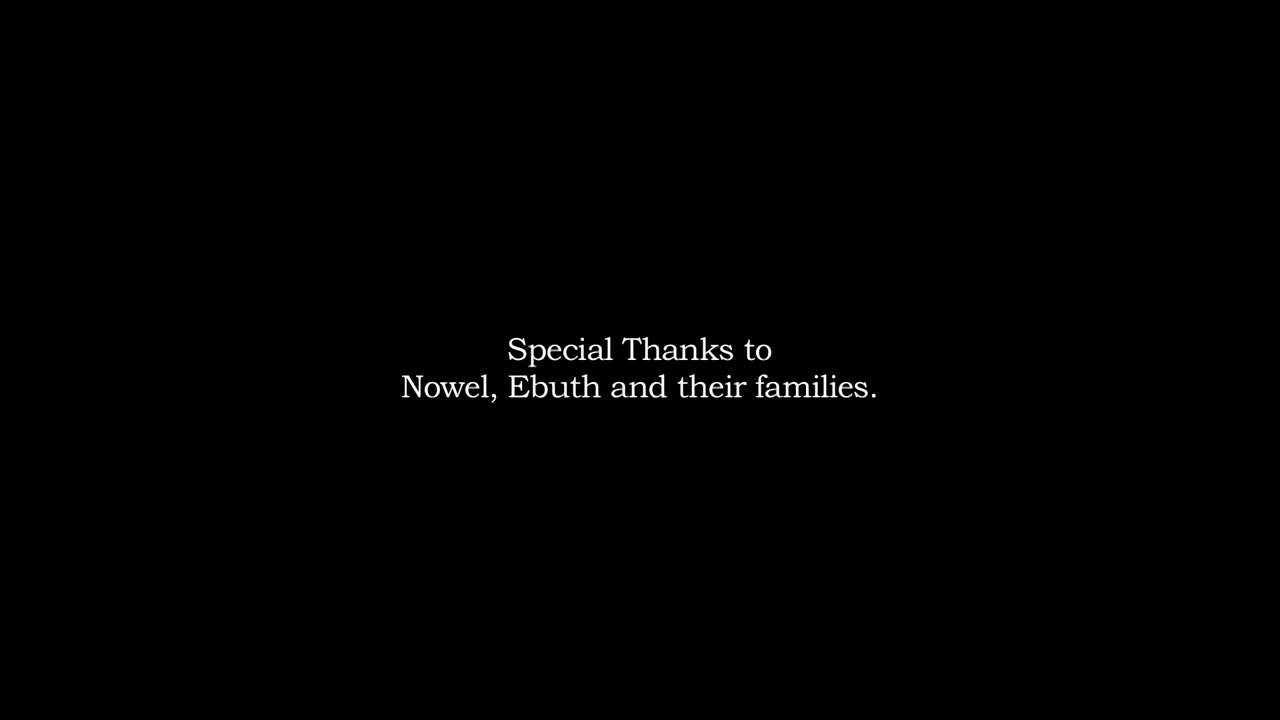 Special Thanks to
Nowel, Ebuth and their families.